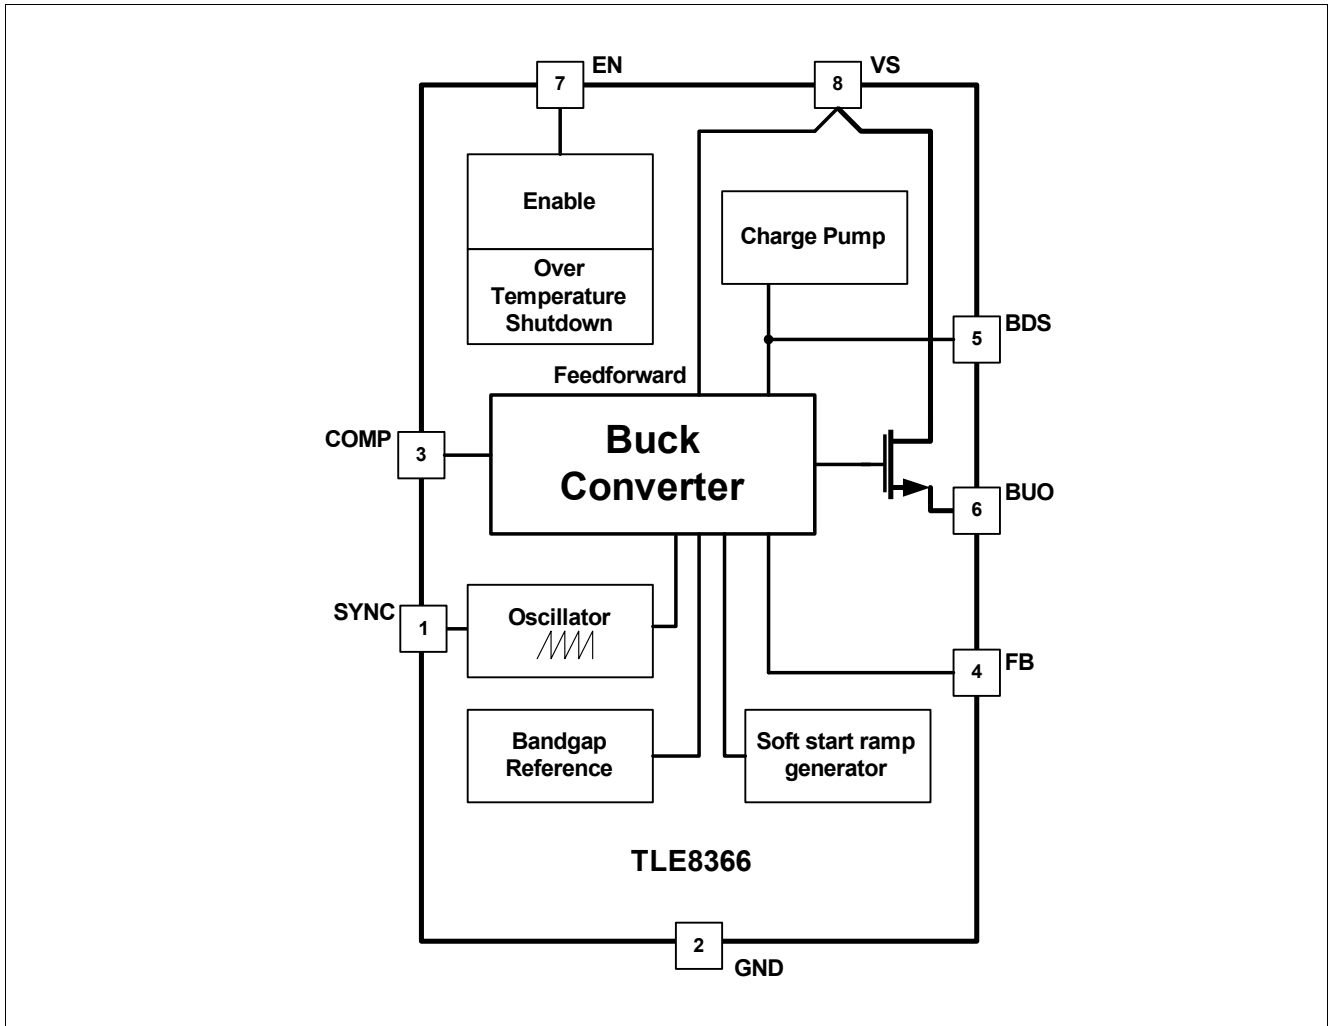 EN
7
VS
8
Enable
Over
Temperature
Shutdown
Charge Pump
BDS
5
Feedforward
COMP
3
Buck
Converter
BUO
6
SYNC
1
Oscillator
FB
4
Bandgap
Reference
Soft start ramp
generator
TLE8366
2
GND